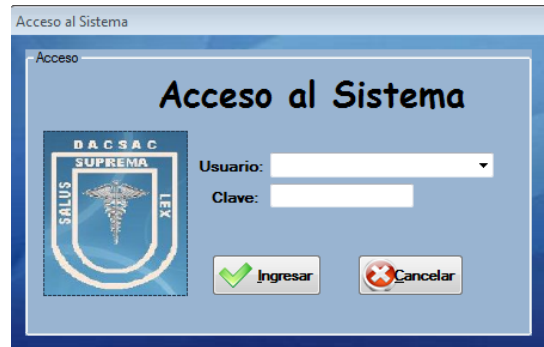 Acceso al Sistema
Acceso
Acceso al Sistema
DACSAC
SUPREMA
SALUS
LEX
Usuario:
Clave:
Ingresar
Cancelar